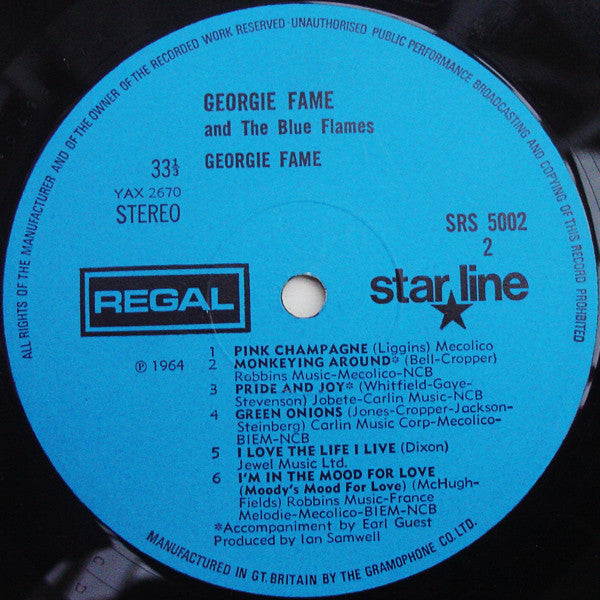 ALL RIGHTS OF THE MANUFACTURER AND OF THE OWNER OF THE RECORDED WORK RESERVED·UNAUTHORISED PUBLIC PERFORMANCE BROADCASTING AND COPYING OF THIS RECORD PROHIBITED
GEORGIE FAME
and The Blue Flames
33⅓ GEORGIE FAME
YAX 2670
STEREO
SRS 5002
2
REGAL
star line
℗ 1964
1 PINK CHAMPAGNE (Liggins) Mecolico
2 MONKEYING AROUND* (Bell-Cropper)
Robbins Music-Mecolico-NCB
3 PRIDE AND JOY* (Whitfield-Gaye-
Stevenson) Jobete-Carlin Music-NCB
4 GREEN ONIONS (Jones-Cropper-Jackson-
Steinberg) Carlin Music Corp-Mecolico-
BIEM-NCB
5 I LOVE THE LIFE I LIVE (Dixon)
Jewel Music Ltd.
6 I'M IN THE MOOD FOR LOVE
(Moody's Mood For Love) (McHugh-
Fields) Robbins Music-France
Melodie-Mecolico-BIEM-NCB
*Accompaniment by Earl Guest
Produced by Ian Samwell
MANUFACTURED IN GT. BRITAIN BY THE GRAMOPHONE CO. LTD.